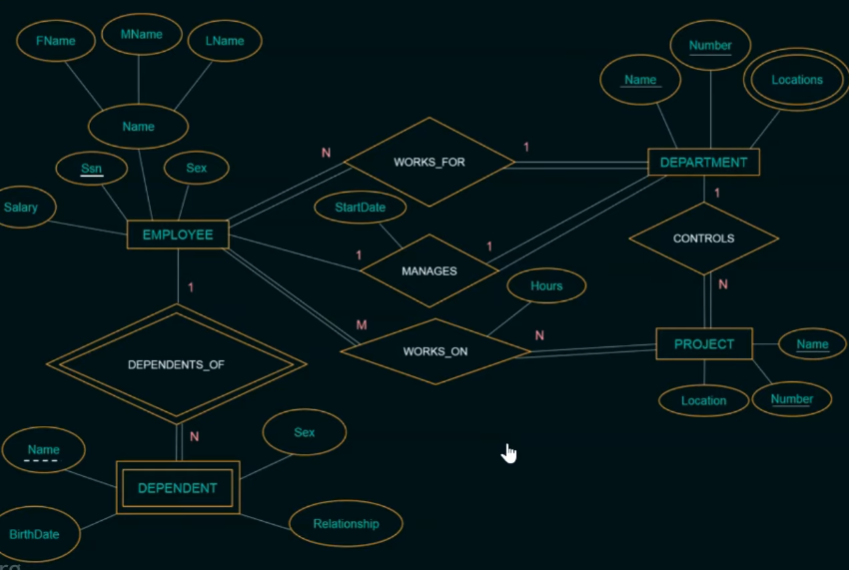 FName
MName
LName
Name
Ssn
Sex
Salary
EMPLOYEE
N
WORKS_FOR
1
Name
Number
Locations
DEPARTMENT
StartDate
1
MANAGES
1
1
CONTROLS
N
M
WORKS_ON
Hours
N
PROJECT
Name
Number
Location
1
DEPENDENTS_OF
N
Name
Sex
DEPENDENT
BirthDate
Relationship